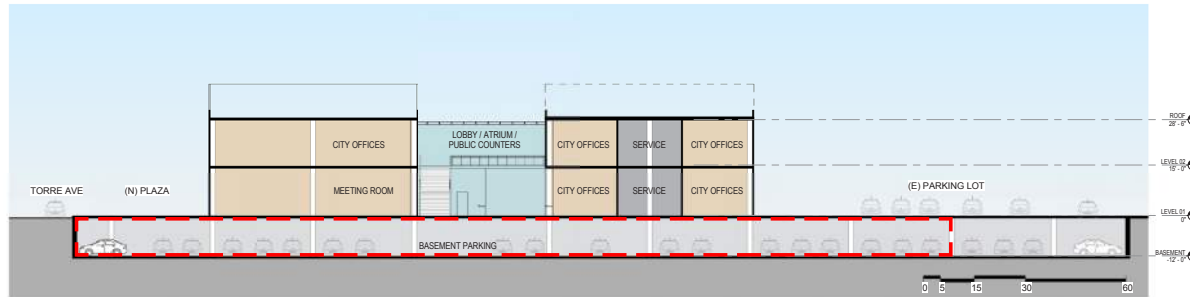 LOBBY / ATRIUM /
PUBLIC COUNTERS
CITY OFFICES
CITY OFFICES
SERVICE
CITY OFFICES
ROOF
28' - 6"
LEVEL 02
15' - 0"
TORRE AVE
(N) PLAZA
MEETING ROOM
CITY OFFICES
SERVICE
CITY OFFICES
(E) PARKING LOT
LEVEL 01
0"
BASEMENT PARKING
BASEMENT
-12' - 0"
0 5 15 30 60